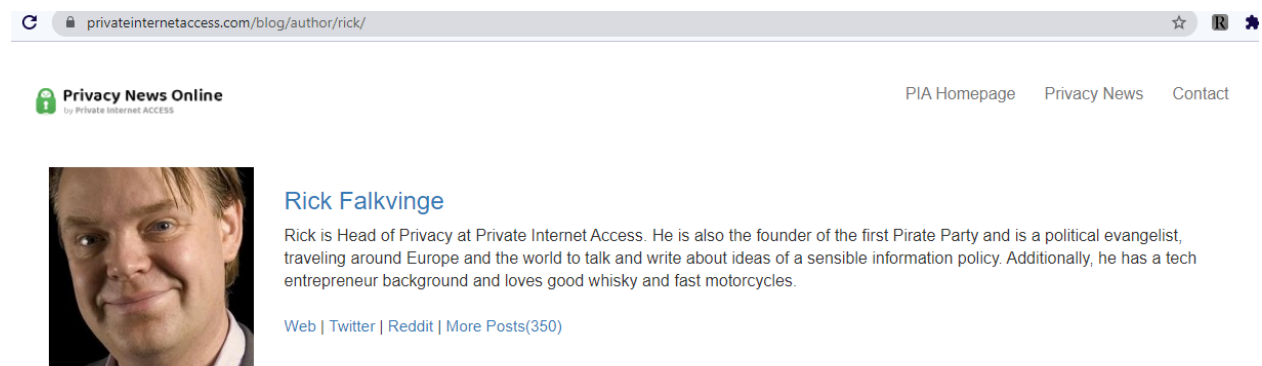 privateinternetaccess.com/blog/author/rick/
R
Privacy News Online
by Private Internet ACCESS
PIA Homepage Privacy News Contact
Rick Falkvinge
Rick is Head of Privacy at Private Internet Access. He is also the founder of the first Pirate Party and is a political evangelist,
traveling around Europe and the world to talk and write about ideas of a sensible information policy. Additionally, he has a tech
entrepreneur background and loves good whisky and fast motorcycles.
Web | Twitter | Reddit | More Posts(350)